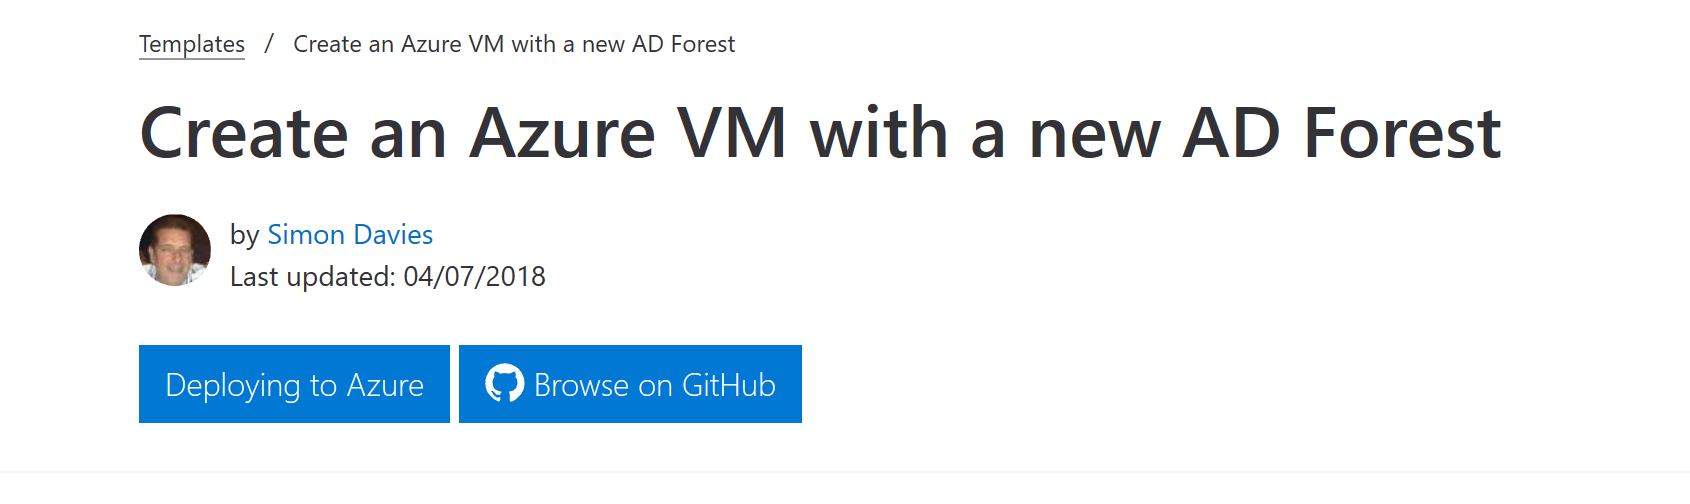 Templates / Create an Azure VM with a new AD Forest
Create an Azure VM with a new AD Forest
by Simon Davies
Last updated: 04/07/2018
Deploying to Azure
Browse on GitHub